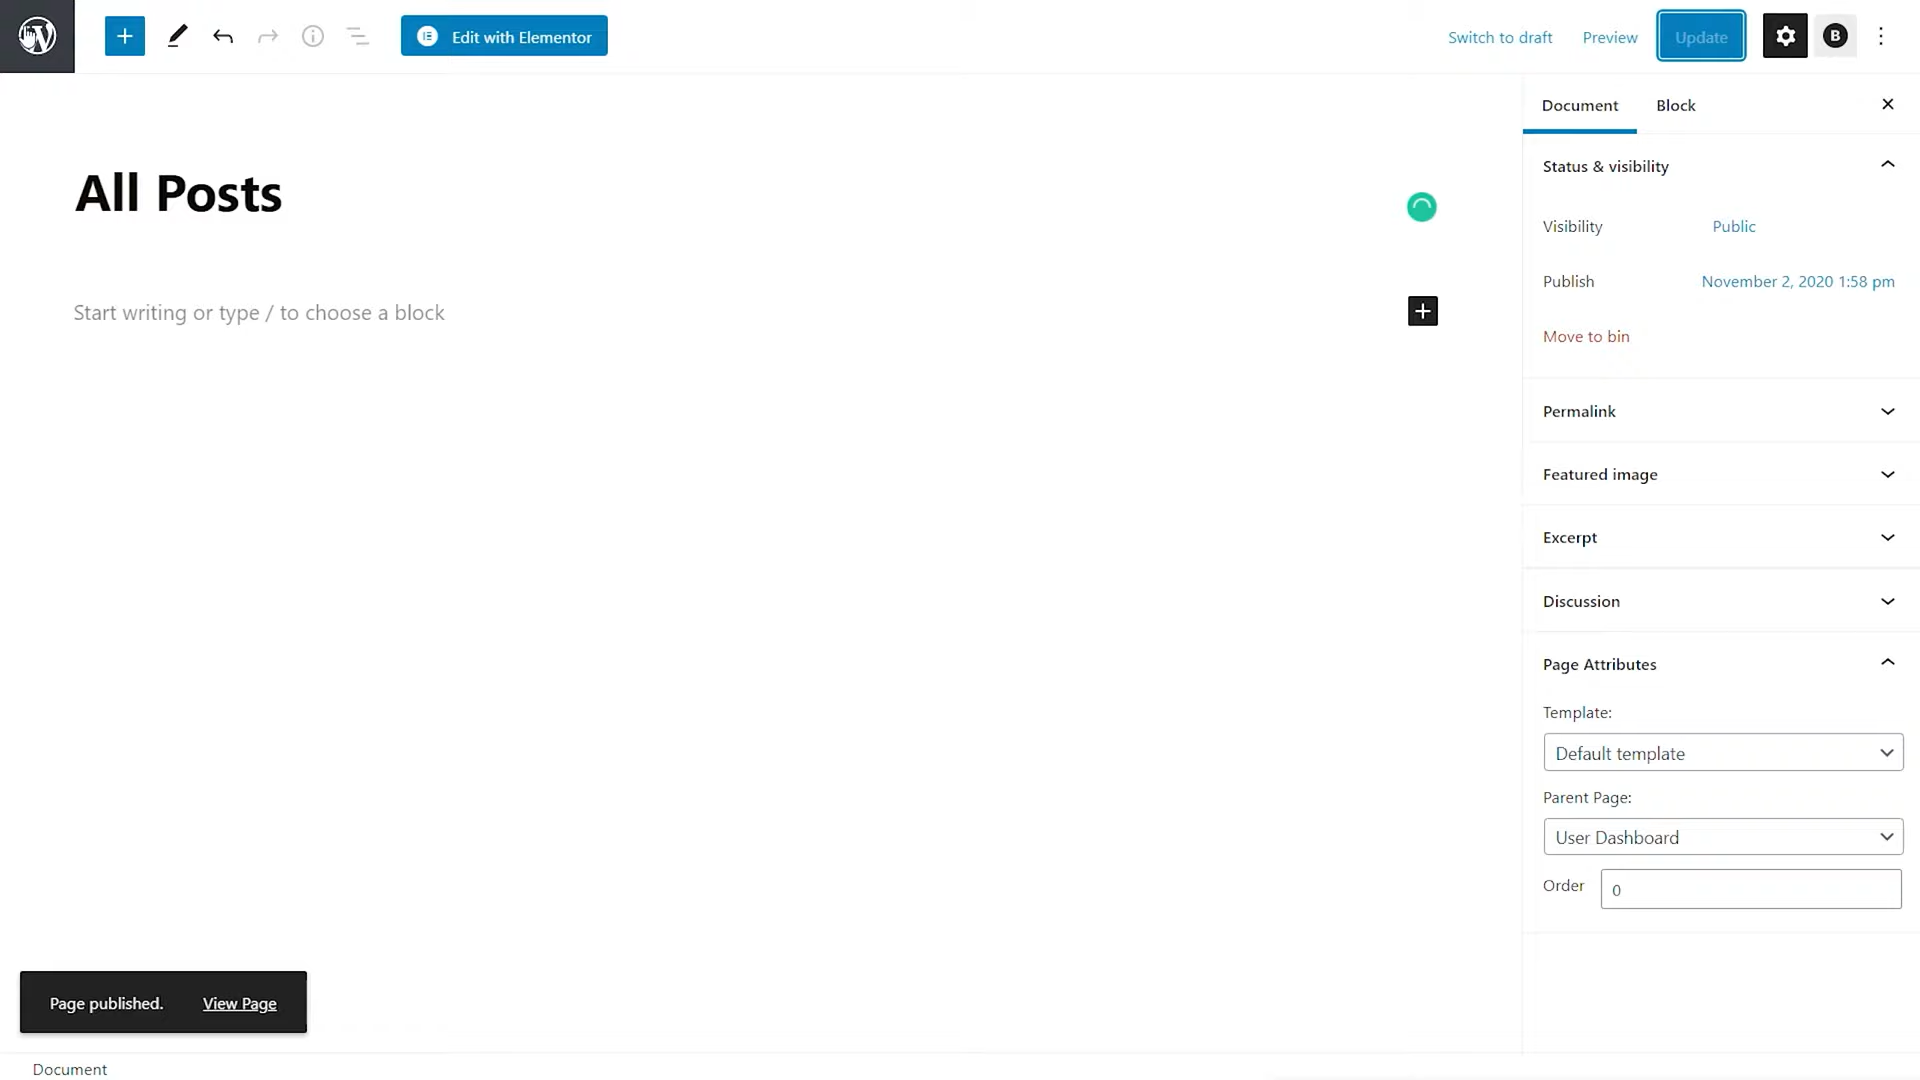 Edit with Elementor
Switch to draft
Preview
Update
B
Document
Block
All Posts
Start writing or type / to choose a block
Status & visibility
Visibility
Public
Publish
November 2, 2020 1:58 pm
Move to bin
Permalink
Featured image
Excerpt
Discussion
Page Attributes
Template:
Default template
Parent Page:
User Dashboard
Order
0
Page published.
View Page
Document